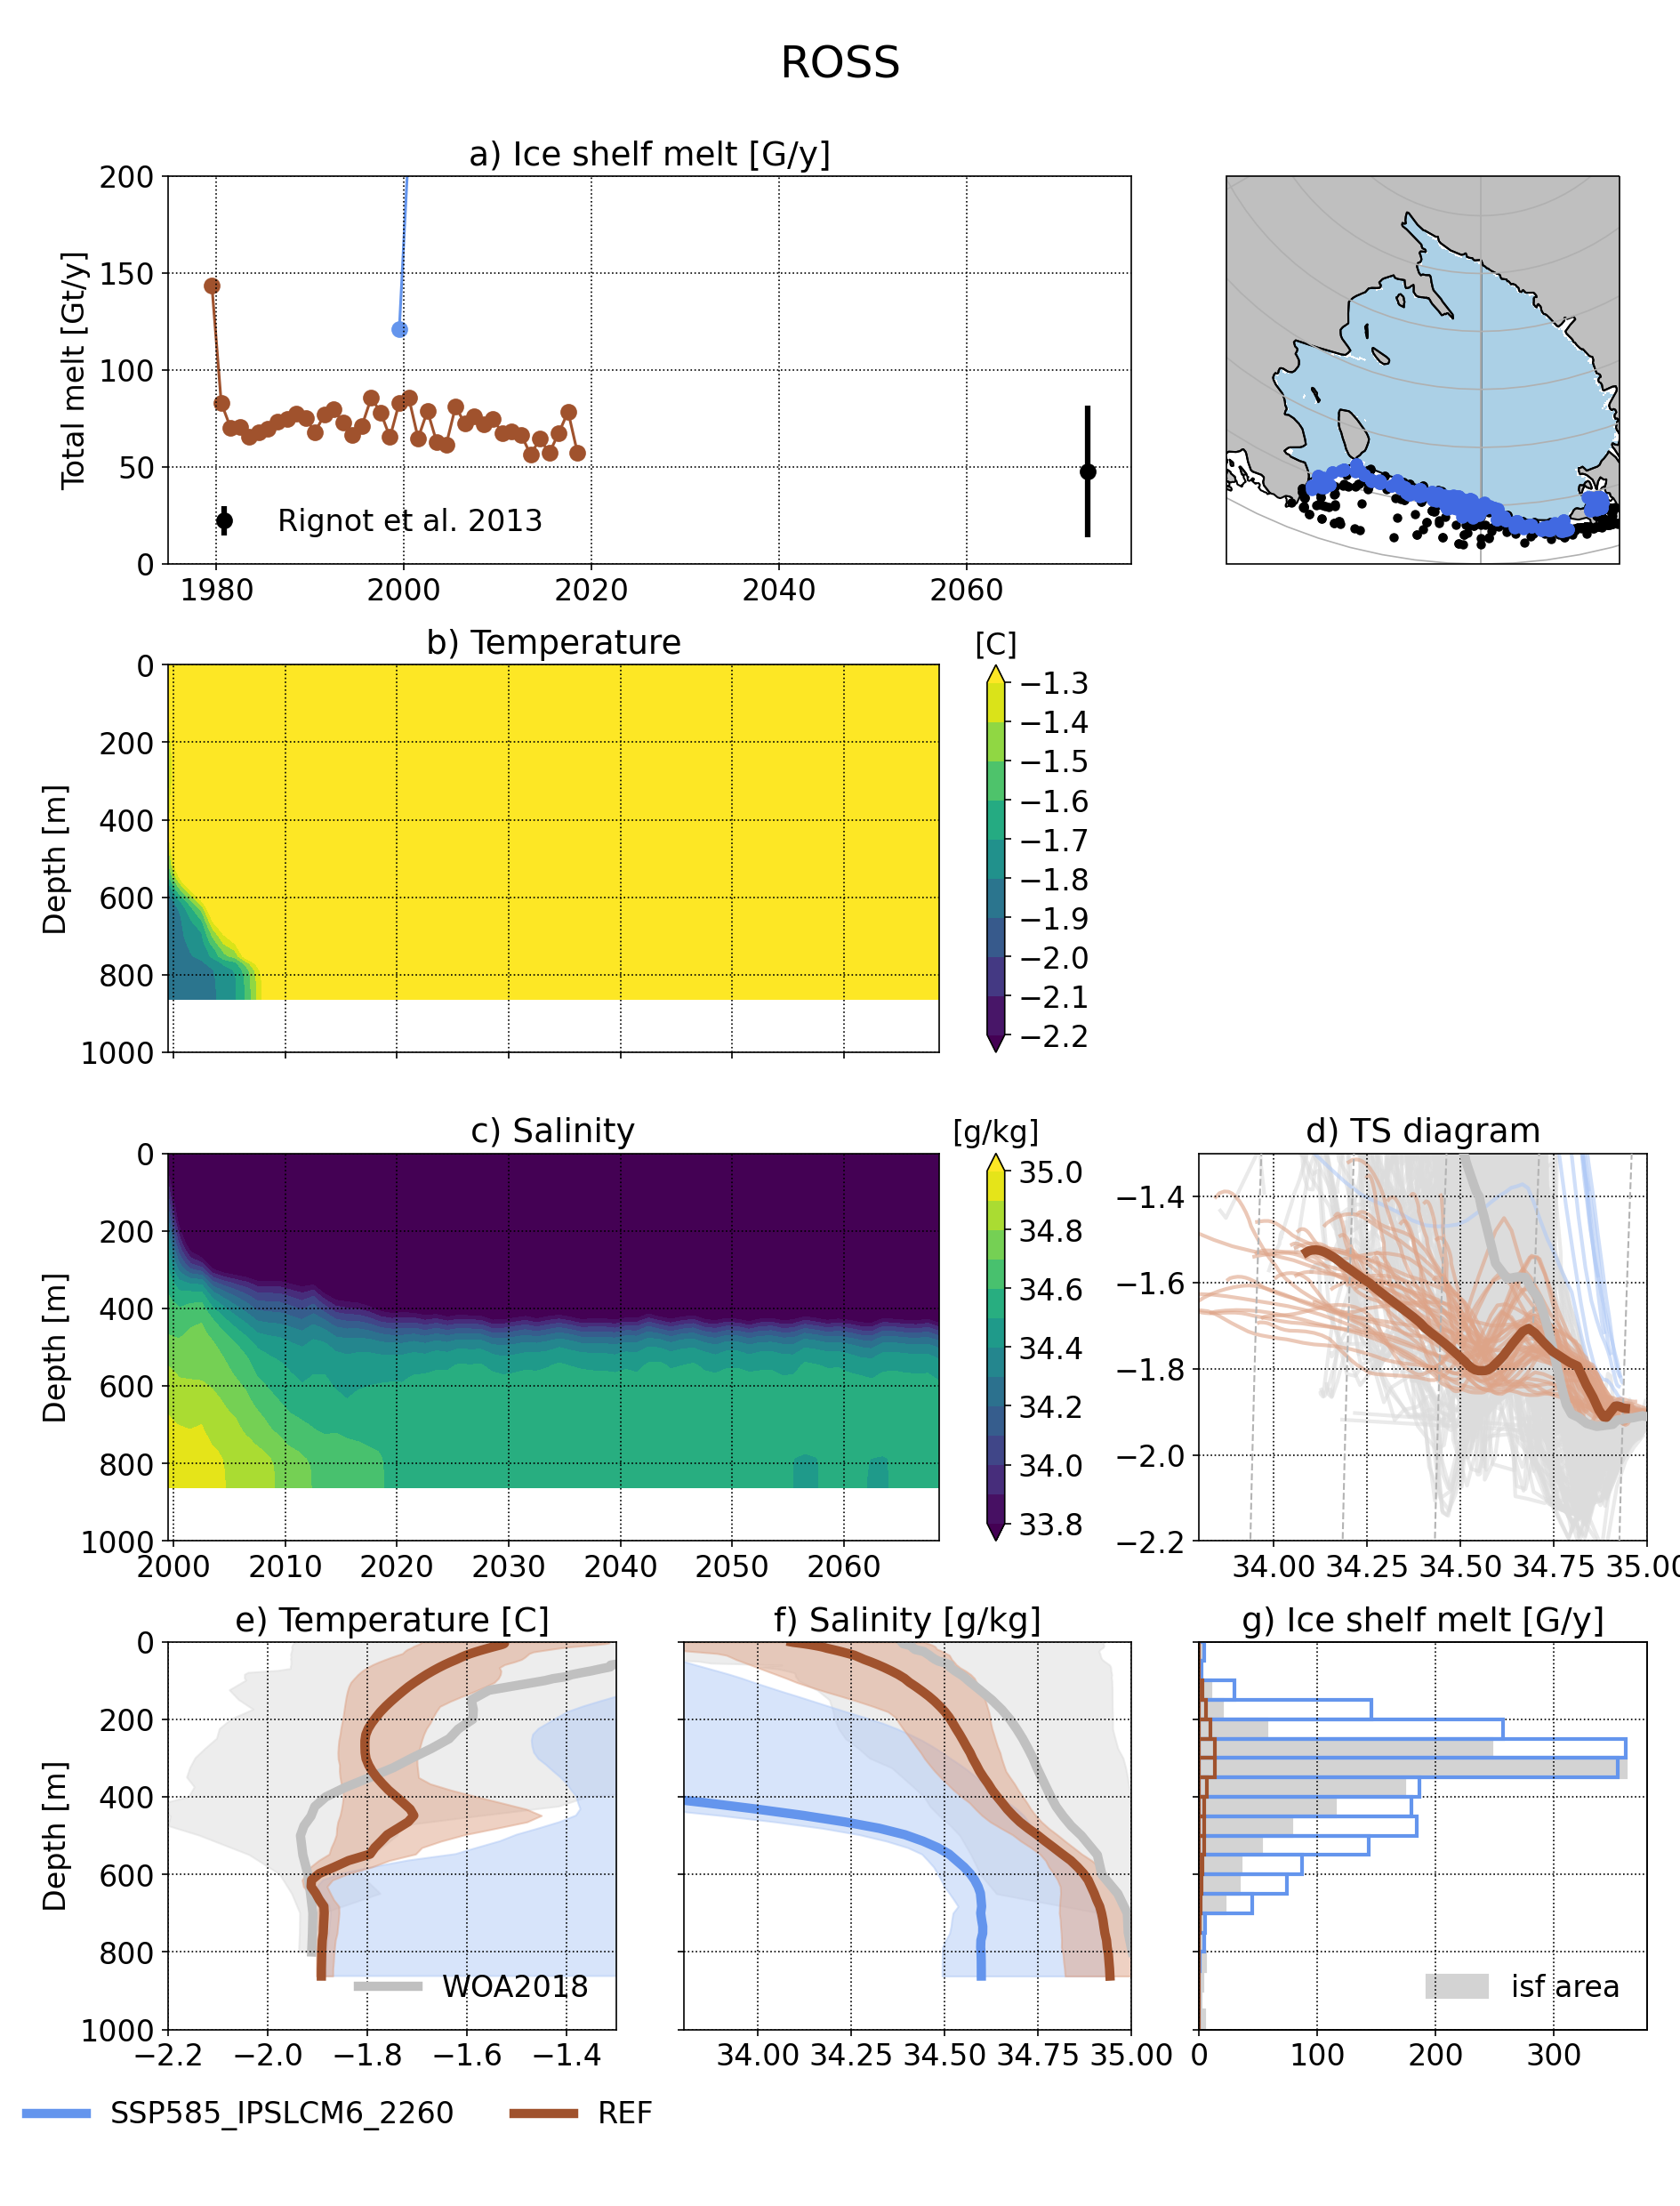 ROSS
a) Ice shelf melt [G/y]
Total melt [Gt/y]
200
150
100
50
0
Rignot et al. 2013
1980 2000 2020 2040 2060
b) Temperature
[C]
Depth [m]
0
200
400
600
800
1000
−1.3
−1.4
−1.5
−1.6
−1.7
−1.8
−1.9
−2.0
−2.1
−2.2
c) Salinity
[g/kg]
Depth [m]
0
200
400
600
800
1000
2000 2010 2020 2030 2040 2050 2060
35.0
34.8
34.6
34.4
34.2
34.0
33.8
d) TS diagram
−1.4
−1.6
−1.8
−2.0
−2.2
34.00 34.25 34.50 34.75 35.00
e) Temperature [C]
Depth [m]
0
200
400
600
800
1000
WOA2018
−2.2 −2.0 −1.8 −1.6 −1.4
f) Salinity [g/kg]
34.00 34.25 34.50 34.75 35.00
g) Ice shelf melt [G/y]
isf area
0 100 200 300
SSP585_IPSLCM6_2260 REF